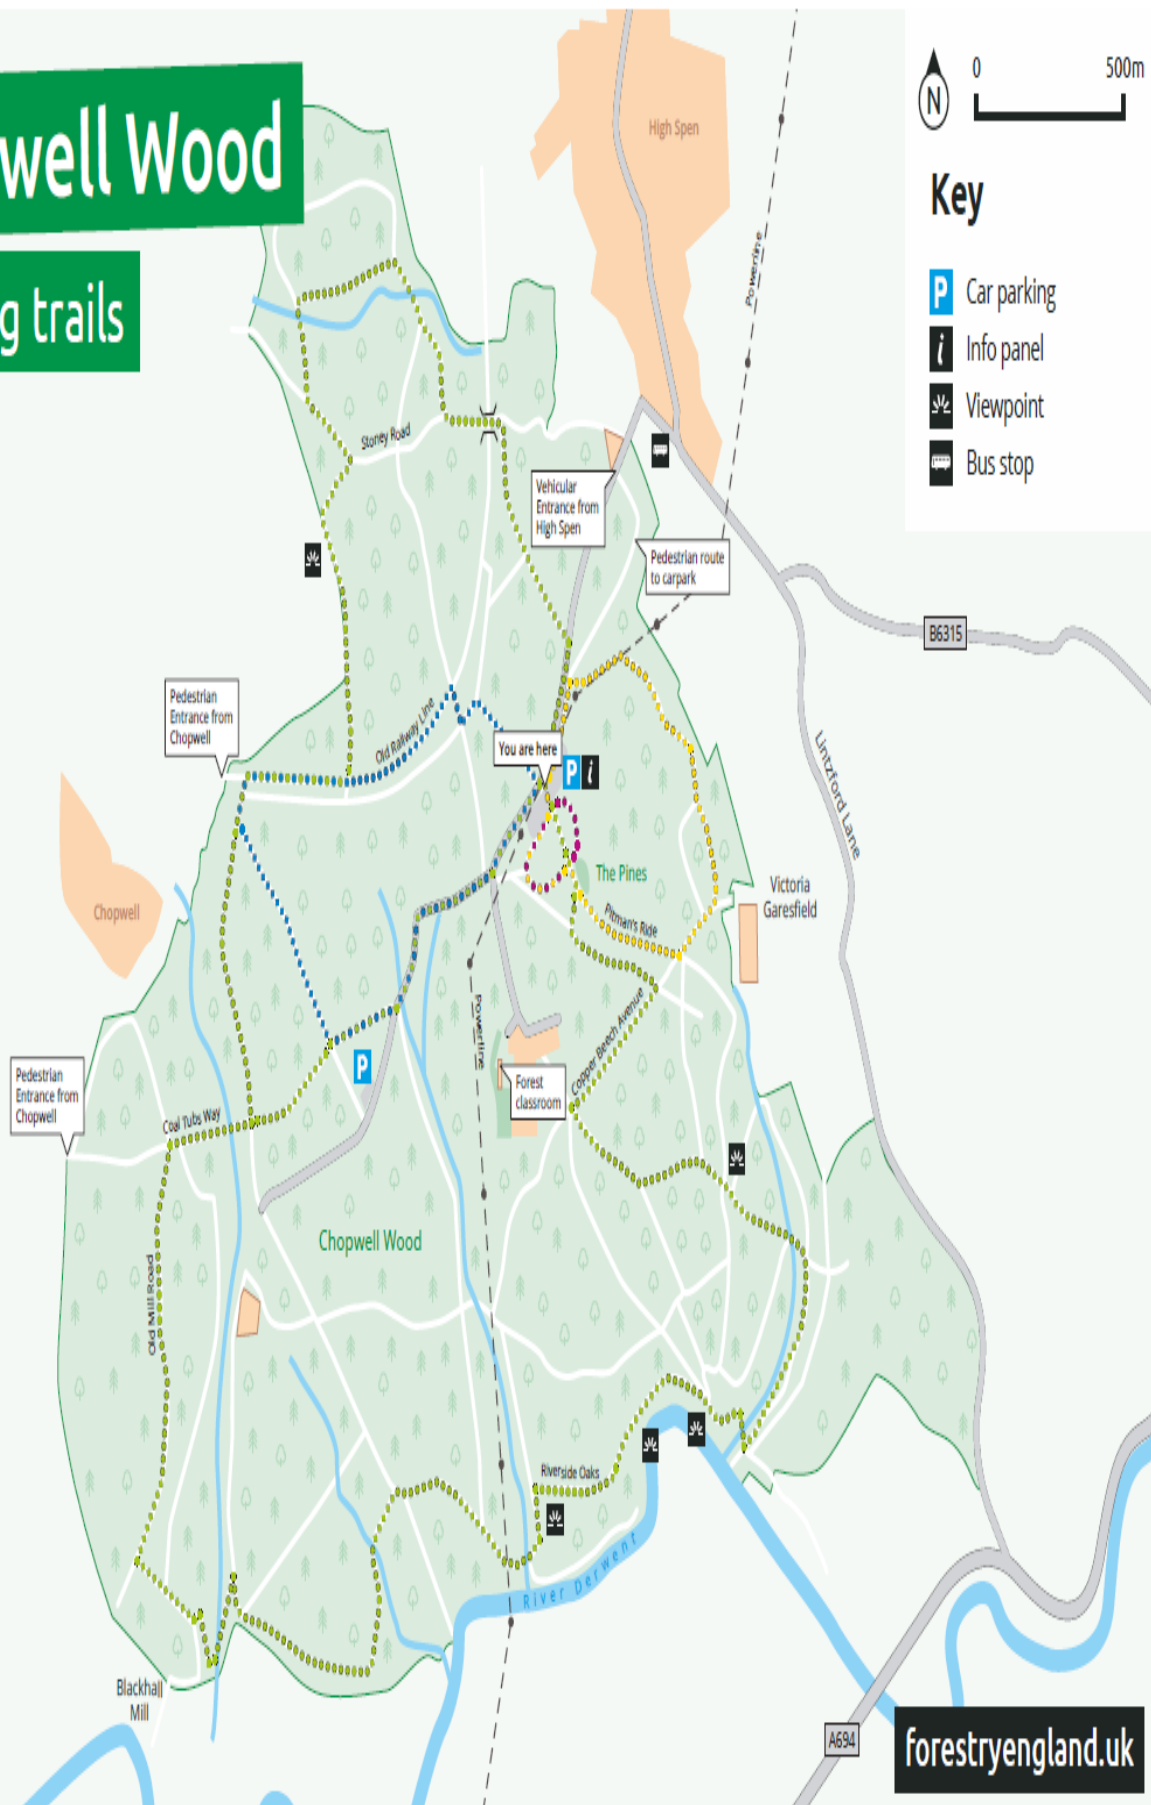 well Wood
g trails
N
0 500m
Key
P Car parking
i Info panel
Viewpoint
Bus stop
High Spen
Powerline
Stoney Road
Vehicular
Entrance from
High Spen
Pedestrian route
to carpark
B6315
Pedestrian
Entrance from
Chopwell
Old Railway Line
You are here
P i
Lintzford Lane
The Pines
Victoria
Garesfield
Chopwell
Pitman's Ride
Powerline
Copper Beech Avenue
P
Pedestrian
Entrance from
Chopwell
Forest
classroom
Coal Tubs Way
Chopwell Wood
Old Mill Road
Riverside Oaks
River Derwent
Blackhall
Mill
A694
forestryengland.uk